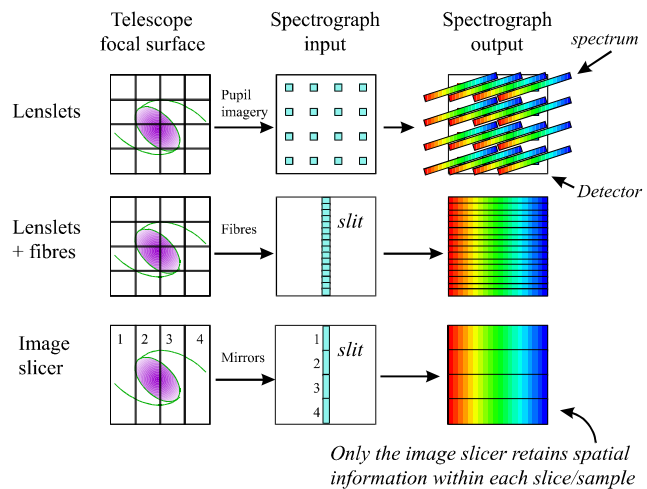 Telescope
focal surface
Spectrograph
input
Spectrograph
output
spectrum
Lenslets
Pupil
imagery
Detector
Lenslets
+ fibres
Fibres
slit
Image
slicer
1 2 3 4
Mirrors
1
2
3
4
slit
Only the image slicer retains spatial
information within each slice/sample